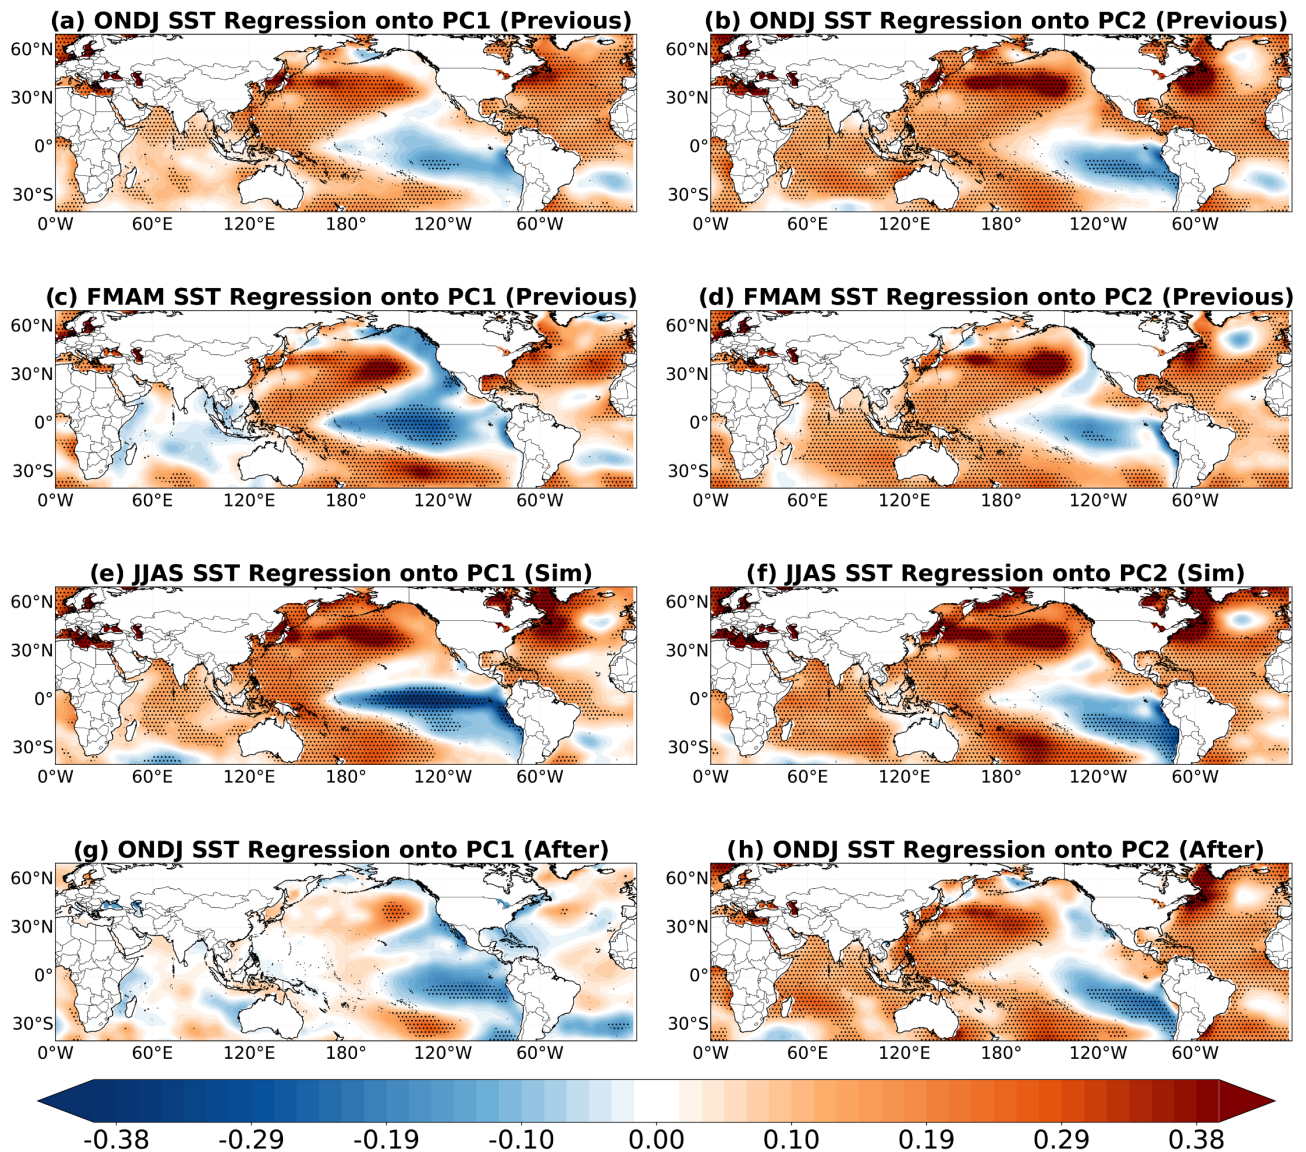 (a) ONDJ SST Regression onto PC1 (Previous) (b) ONDJ SST Regression onto PC2 (Previous)
60°N 60°N
30°N 30°N
0° 0°
30°S 30°S
0°W 60°E 120°E 180° 120°W 60°W 0°W 60°E 120°E 180° 120°W 60°W
(c) FMAM SST Regression onto PC1 (Previous) (d) FMAM SST Regression onto PC2 (Previous)
60°N 60°N
30°N 30°N
0° 0°
30°S 30°S
0°W 60°E 120°E 180° 120°W 60°W 0°W 60°E 120°E 180° 120°W 60°W
(e) JJAS SST Regression onto PC1 (Sim) (f) JJAS SST Regression onto PC2 (Sim)
60°N 60°N
30°N 30°N
0° 0°
30°S 30°S
0°W 60°E 120°E 180° 120°W 60°W 0°W 60°E 120°E 180° 120°W 60°W
(g) ONDJ SST Regression onto PC1 (After) (h) ONDJ SST Regression onto PC2 (After)
60°N 60°N
30°N 30°N
0° 0°
30°S 30°S
0°W 60°E 120°E 180° 120°W 60°W 0°W 60°E 120°E 180° 120°W 60°W
-0.38 -0.29 -0.19 -0.10 0.00 0.10 0.19 0.29 0.38